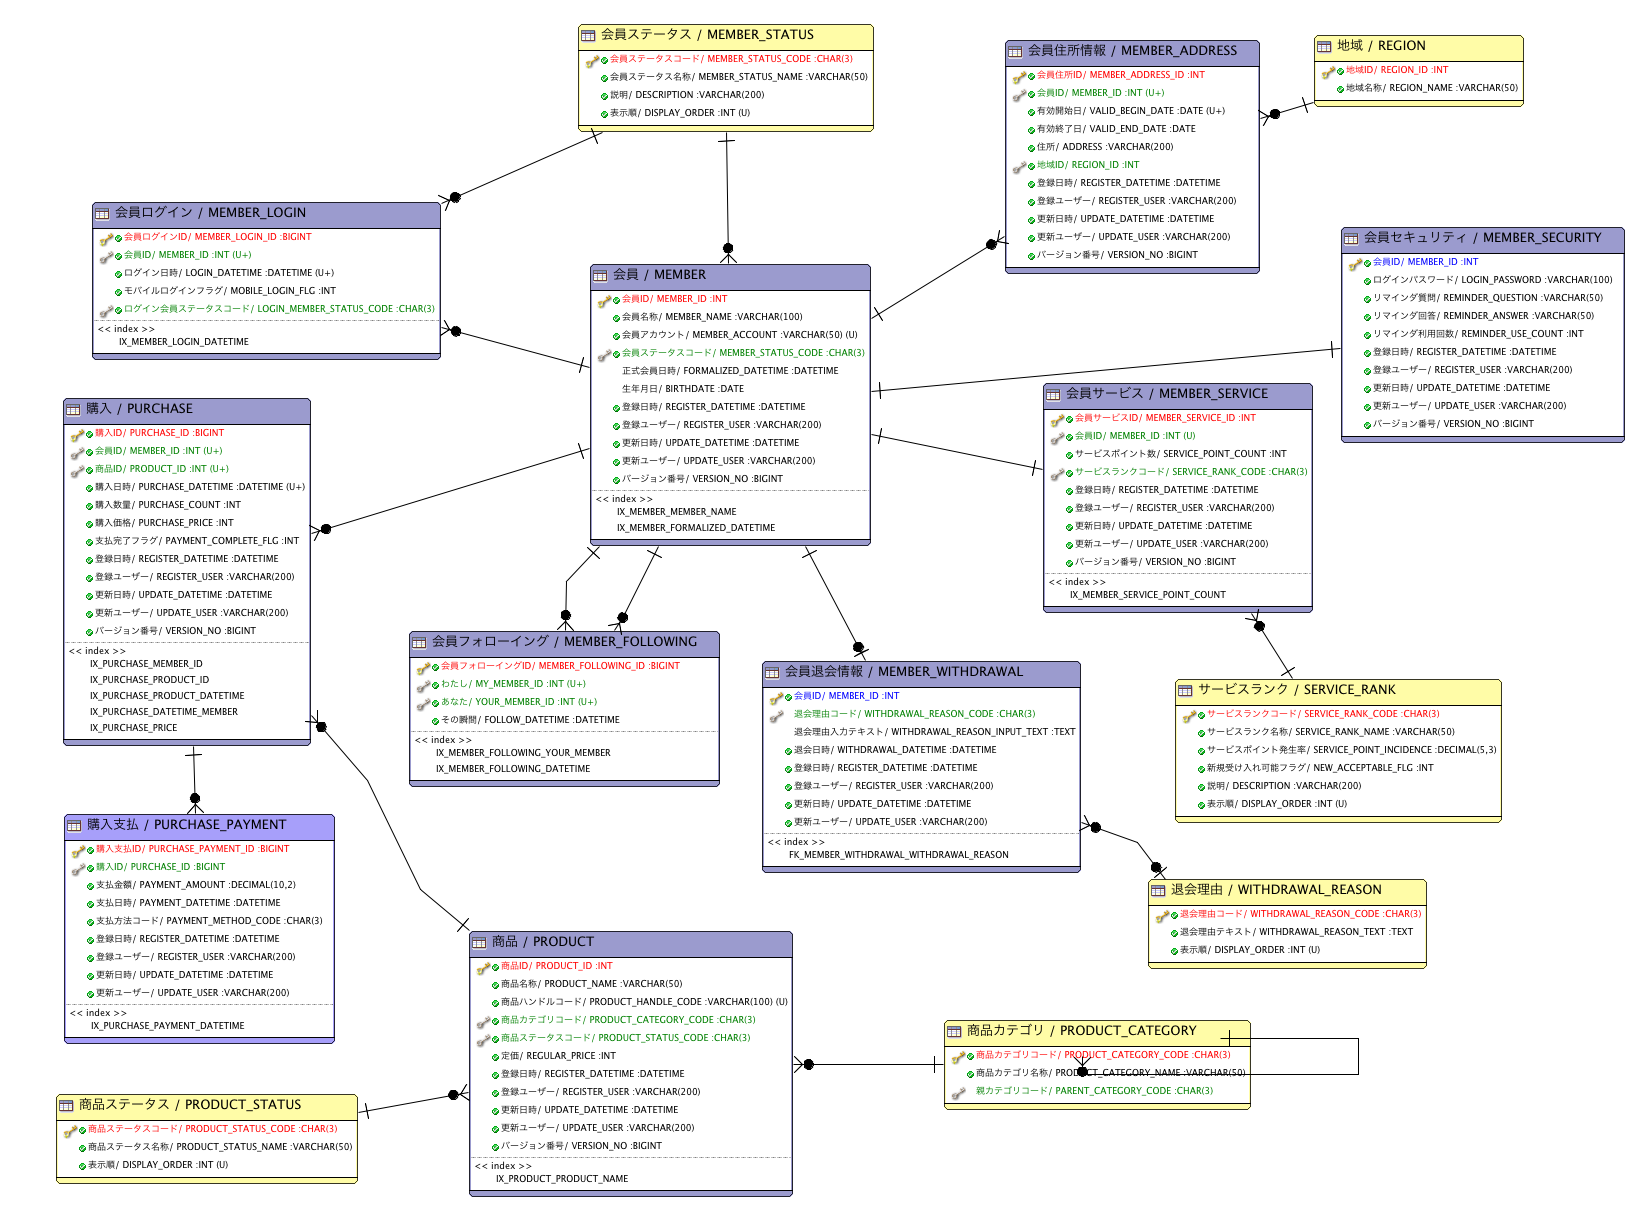 会員ステータス / MEMBER_STATUS
会員ステータスコード/ MEMBER_STATUS_CODE :CHAR(3)
会員ステータス名称/ MEMBER_STATUS_NAME :VARCHAR(50)
説明/ DESCRIPTION :VARCHAR(200)
表示順/ DISPLAY_ORDER :INT (U)
会員住所情報 / MEMBER_ADDRESS
会員住所ID/ MEMBER_ADDRESS_ID :INT
会員ID/ MEMBER_ID :INT (U+)
有効開始日/ VALID_BEGIN_DATE :DATE (U+)
有効終了日/ VALID_END_DATE :DATE
住所/ ADDRESS :VARCHAR(200)
地域ID/ REGION_ID :INT
登録日時/ REGISTER_DATETIME :DATETIME
登録ユーザー/ REGISTER_USER :VARCHAR(200)
更新日時/ UPDATE_DATETIME :DATETIME
更新ユーザー/ UPDATE_USER :VARCHAR(200)
バージョン番号/ VERSION_NO :BIGINT
地域 / REGION
地域ID/ REGION_ID :INT
地域名称/ REGION_NAME :VARCHAR(50)
会員ログイン / MEMBER_LOGIN
会員ログインID/ MEMBER_LOGIN_ID :BIGINT
会員ID/ MEMBER_ID :INT (U+)
ログイン日時/ LOGIN_DATETIME :DATETIME (U+)
モバイルログインフラグ/ MOBILE_LOGIN_FLG :INT
ログイン会員ステータスコード/ LOGIN_MEMBER_STATUS_CODE :CHAR(3)
<< index >>
IX_MEMBER_LOGIN_DATETIME
会員 / MEMBER
会員ID/ MEMBER_ID :INT
会員名称/ MEMBER_NAME :VARCHAR(100)
会員アカウント/ MEMBER_ACCOUNT :VARCHAR(50) (U)
会員ステータスコード/ MEMBER_STATUS_CODE :CHAR(3)
正式会員日時/ FORMALIZED_DATETIME :DATETIME
生年月日/ BIRTHDATE :DATE
登録日時/ REGISTER_DATETIME :DATETIME
登録ユーザー/ REGISTER_USER :VARCHAR(200)
更新日時/ UPDATE_DATETIME :DATETIME
更新ユーザー/ UPDATE_USER :VARCHAR(200)
バージョン番号/ VERSION_NO :BIGINT
<< index >>
IX_MEMBER_MEMBER_NAME
IX_MEMBER_FORMALIZED_DATETIME
会員セキュリティ / MEMBER_SECURITY
会員ID/ MEMBER_ID :INT
ログインパスワード/ LOGIN_PASSWORD :VARCHAR(100)
リマインダ質問/ REMINDER_QUESTION :VARCHAR(50)
リマインダ回答/ REMINDER_ANSWER :VARCHAR(50)
リマインダ利用回数/ REMINDER_USE_COUNT :INT
登録日時/ REGISTER_DATETIME :DATETIME
登録ユーザー/ REGISTER_USER :VARCHAR(200)
更新日時/ UPDATE_DATETIME :DATETIME
更新ユーザー/ UPDATE_USER :VARCHAR(200)
バージョン番号/ VERSION_NO :BIGINT
会員サービス / MEMBER_SERVICE
会員サービスID/ MEMBER_SERVICE_ID :INT
会員ID/ MEMBER_ID :INT (U)
サービスポイント数/ SERVICE_POINT_COUNT :INT
サービスランクコード/ SERVICE_RANK_CODE :CHAR(3)
登録日時/ REGISTER_DATETIME :DATETIME
登録ユーザー/ REGISTER_USER :VARCHAR(200)
更新日時/ UPDATE_DATETIME :DATETIME
更新ユーザー/ UPDATE_USER :VARCHAR(200)
バージョン番号/ VERSION_NO :BIGINT
<< index >>
IX_MEMBER_SERVICE_POINT_COUNT
購入 / PURCHASE
購入ID/ PURCHASE_ID :BIGINT
会員ID/ MEMBER_ID :INT (U+)
商品ID/ PRODUCT_ID :INT (U+)
購入日時/ PURCHASE_DATETIME :DATETIME (U+)
購入数量/ PURCHASE_COUNT :INT
購入価格/ PURCHASE_PRICE :INT
支払完了フラグ/ PAYMENT_COMPLETE_FLG :INT
登録日時/ REGISTER_DATETIME :DATETIME
登録ユーザー/ REGISTER_USER :VARCHAR(200)
更新日時/ UPDATE_DATETIME :DATETIME
更新ユーザー/ UPDATE_USER :VARCHAR(200)
バージョン番号/ VERSION_NO :BIGINT
<< index >>
IX_PURCHASE_MEMBER_ID
IX_PURCHASE_PRODUCT_ID
IX_PURCHASE_PRODUCT_DATETIME
IX_PURCHASE_DATETIME_MEMBER
IX_PURCHASE_PRICE
会員フォローイング / MEMBER_FOLLOWING
会員フォローイングID/ MEMBER_FOLLOWING_ID :BIGINT
わたし/ MY_MEMBER_ID :INT (U+)
あなた/ YOUR_MEMBER_ID :INT (U+)
その瞬間/ FOLLOW_DATETIME :DATETIME
<< index >>
IX_MEMBER_FOLLOWING_YOUR_MEMBER
IX_MEMBER_FOLLOWING_DATETIME
会員退会情報 / MEMBER_WITHDRAWAL
会員ID/ MEMBER_ID :INT
退会理由コード/ WITHDRAWAL_REASON_CODE :CHAR(3)
退会理由入力テキスト/ WITHDRAWAL_REASON_INPUT_TEXT :TEXT
退会日時/ WITHDRAWAL_DATETIME :DATETIME
登録日時/ REGISTER_DATETIME :DATETIME
登録ユーザー/ REGISTER_USER :VARCHAR(200)
更新日時/ UPDATE_DATETIME :DATETIME
更新ユーザー/ UPDATE_USER :VARCHAR(200)
<< index >>
FK_MEMBER_WITHDRAWAL_WITHDRAWAL_REASON
サービスランク / SERVICE_RANK
サービスランクコード/ SERVICE_RANK_CODE :CHAR(3)
サービスランク名称/ SERVICE_RANK_NAME :VARCHAR(50)
サービスポイント発生率/ SERVICE_POINT_INCIDENCE :DECIMAL(5,3)
新規受け入れ可能フラグ/ NEW_ACCEPTABLE_FLG :INT
説明/ DESCRIPTION :VARCHAR(200)
表示順/ DISPLAY_ORDER :INT (U)
購入支払 / PURCHASE_PAYMENT
購入支払ID/ PURCHASE_PAYMENT_ID :BIGINT
購入ID/ PURCHASE_ID :BIGINT
支払金額/ PAYMENT_AMOUNT :DECIMAL(10,2)
支払日時/ PAYMENT_DATETIME :DATETIME
支払方法コード/ PAYMENT_METHOD_CODE :CHAR(3)
登録日時/ REGISTER_DATETIME :DATETIME
登録ユーザー/ REGISTER_USER :VARCHAR(200)
更新日時/ UPDATE_DATETIME :DATETIME
更新ユーザー/ UPDATE_USER :VARCHAR(200)
<< index >>
IX_PURCHASE_PAYMENT_DATETIME
退会理由 / WITHDRAWAL_REASON
退会理由コード/ WITHDRAWAL_REASON_CODE :CHAR(3)
退会理由テキスト/ WITHDRAWAL_REASON_TEXT :TEXT
表示順/ DISPLAY_ORDER :INT (U)
商品 / PRODUCT
商品ID/ PRODUCT_ID :INT
商品名称/ PRODUCT_NAME :VARCHAR(50)
商品ハンドルコード/ PRODUCT_HANDLE_CODE :VARCHAR(100) (U)
商品カテゴリコード/ PRODUCT_CATEGORY_CODE :CHAR(3)
商品ステータスコード/ PRODUCT_STATUS_CODE :CHAR(3)
定価/ REGULAR_PRICE :INT
登録日時/ REGISTER_DATETIME :DATETIME
登録ユーザー/ REGISTER_USER :VARCHAR(200)
更新日時/ UPDATE_DATETIME :DATETIME
更新ユーザー/ UPDATE_USER :VARCHAR(200)
バージョン番号/ VERSION_NO :BIGINT
<< index >>
IX_PRODUCT_PRODUCT_NAME
商品カテゴリ / PRODUCT_CATEGORY
商品カテゴリコード/ PRODUCT_CATEGORY_CODE :CHAR(3)
商品カテゴリ名称/ PRODUCT_CATEGORY_NAME :VARCHAR(50)
親カテゴリコード/ PARENT_CATEGORY_CODE :CHAR(3)
商品ステータス / PRODUCT_STATUS
商品ステータスコード/ PRODUCT_STATUS_CODE :CHAR(3)
商品ステータス名称/ PRODUCT_STATUS_NAME :VARCHAR(50)
表示順/ DISPLAY_ORDER :INT (U)